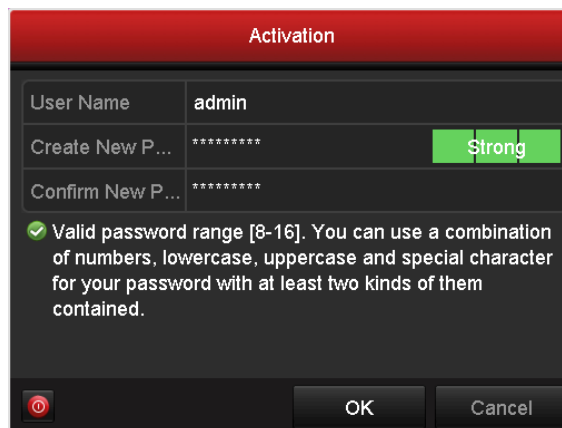 Activation
User Name admin
Create New P... ********* Strong
Confirm New P... *********
Valid password range [8-16]. You can use a combination
of numbers, lowercase, uppercase and special character
for your password with at least two kinds of them
contained.
OK Cancel